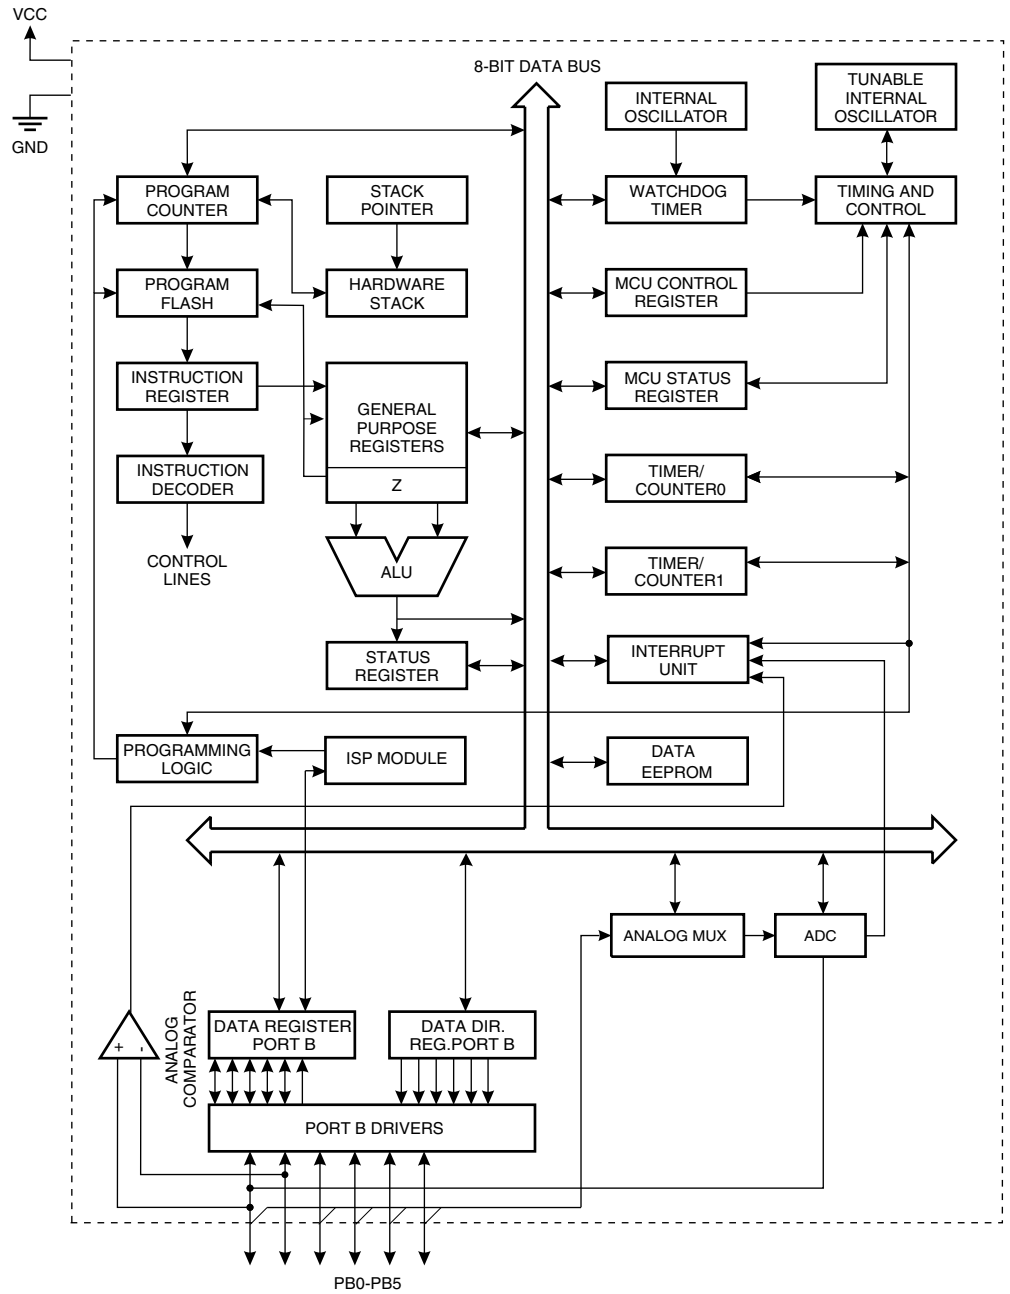 VCC
GND
8-BIT DATA BUS
INTERNAL
OSCILLATOR
TUNABLE
INTERNAL
OSCILLATOR
PROGRAM
COUNTER
STACK
POINTER
WATCHDOG
TIMER
TIMING AND
CONTROL
PROGRAM
FLASH
HARDWARE
STACK
MCU CONTROL
REGISTER
INSTRUCTION
REGISTER
GENERAL
PURPOSE
REGISTERS
Z
MCU STATUS
REGISTER
INSTRUCTION
DECODER
TIMER/
COUNTER0
CONTROL
LINES
ALU
TIMER/
COUNTER1
STATUS
REGISTER
INTERRUPT
UNIT
PROGRAMMING
LOGIC
ISP MODULE
DATA
EEPROM
ANALOG MUX
ADC
ANALOG
COMPARATOR
+
-
DATA REGISTER
PORT B
DATA DIR.
REG.PORT B
PORT B DRIVERS
PB0-PB5